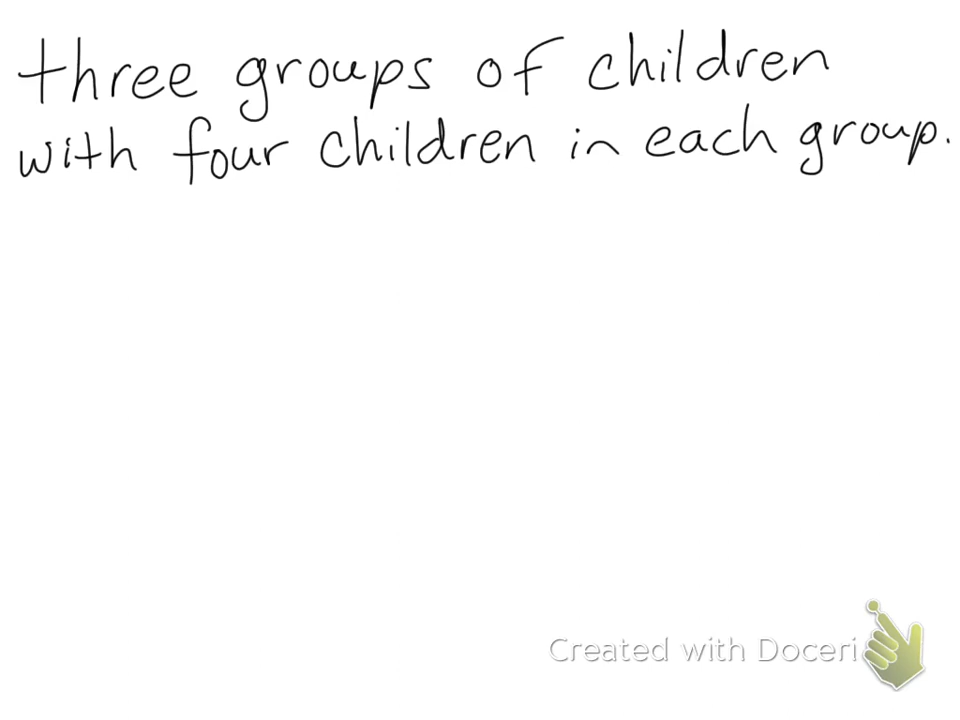 three groups of children
with four children in each group.
Created with Doceri